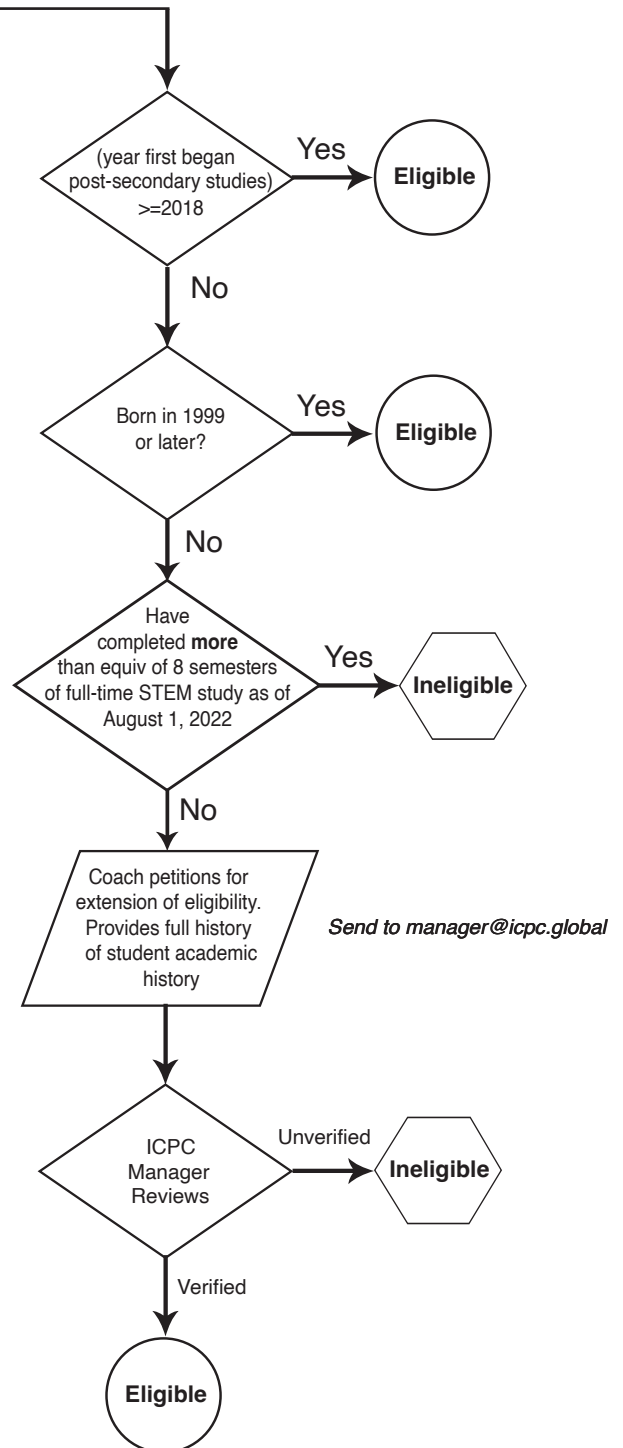 (year first began
post-secondary studies)
>=2018
Yes
Eligible
No
Born in 1999
or later?
Yes
Eligible
No
Have
completed more
than equiv of 8 semesters
of full-time STEM study as of
August 1, 2022
Yes
Ineligible
No
Coach petitions for
extension of eligibility.
Provides full history
of student academic
history
Send to manager@icpc.global
ICPC
Manager
Reviews
Unverified
Ineligible
Verified
Eligible